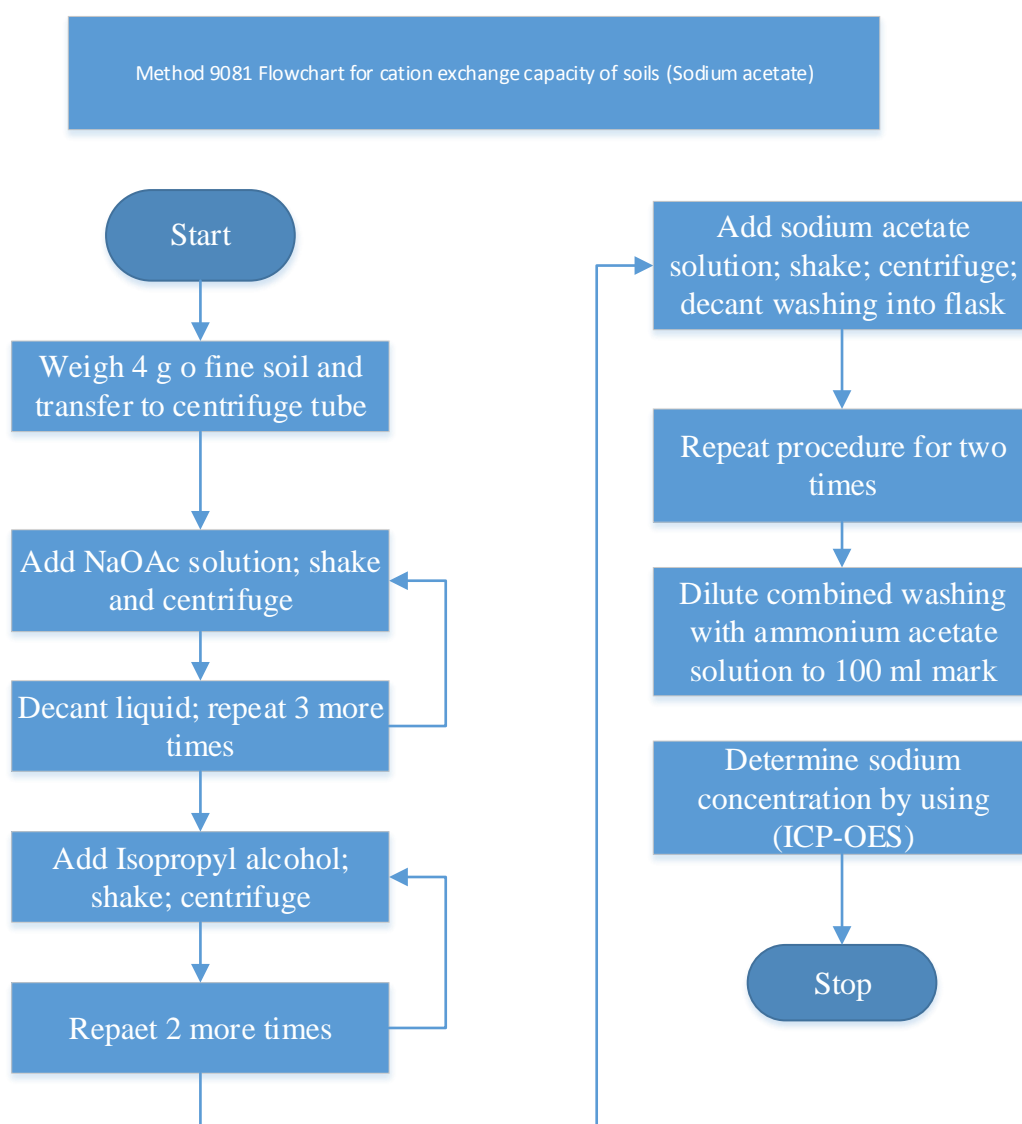 Method 9081 Flowchart for cation exchange capacity of soils (Sodium acetate)
Start
Weigh 4 g o fine soil and
transfer to centrifuge tube
Add NaOAc solution; shake
and centrifuge
Decant liquid; repeat 3 more
times
Add Isopropyl alcohol;
shake; centrifuge
Repaet 2 more times
Add sodium acetate
solution; shake; centrifuge;
decant washing into flask
Repeat procedure for two
times
Dilute combined washing
with ammonium acetate
solution to 100 ml mark
Determine sodium
concentration by using
(ICP-OES)
Stop